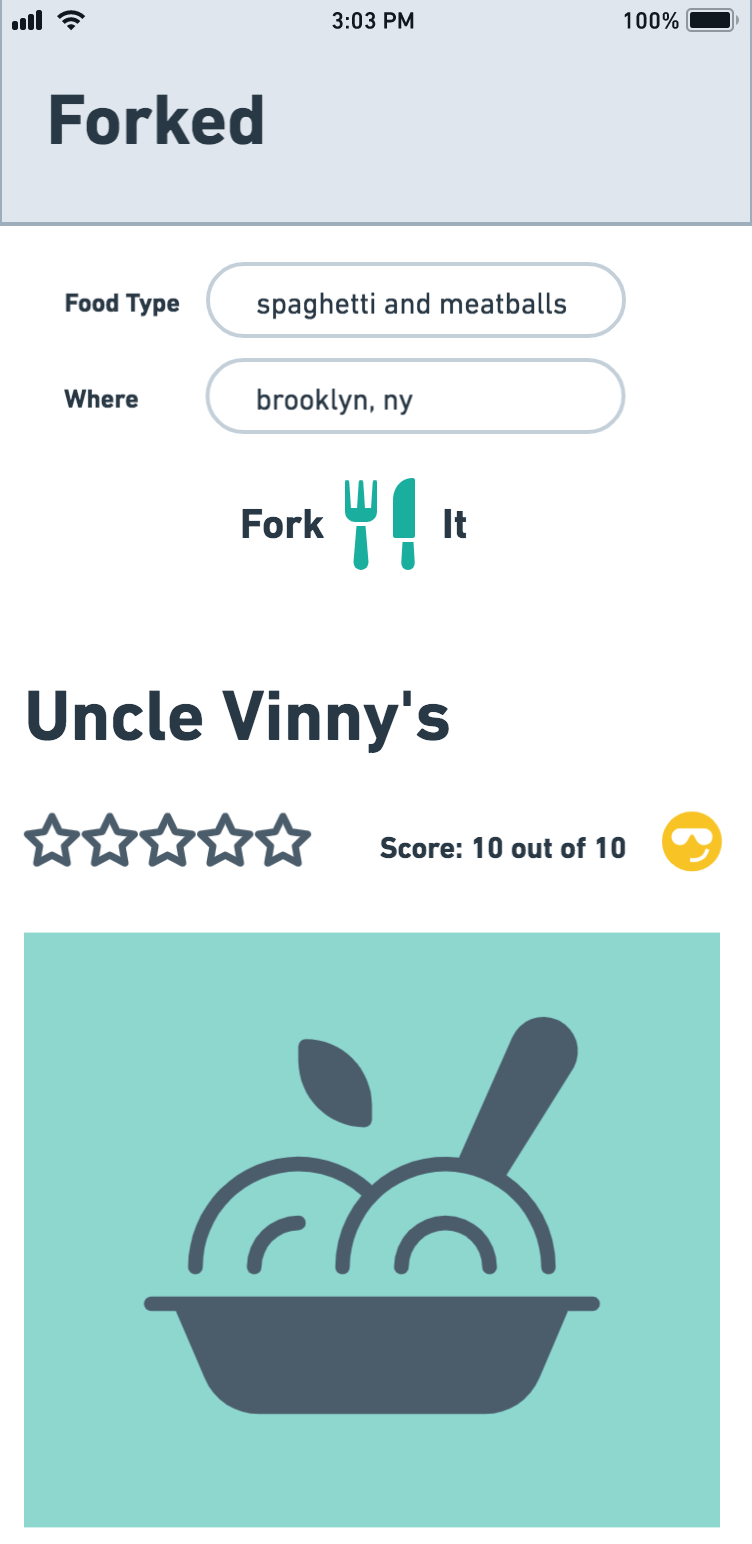 3:03 PM 100%
Forked
Food Type spaghetti and meatballs
Where brooklyn, ny
Fork It
Uncle Vinny's
Score: 10 out of 10